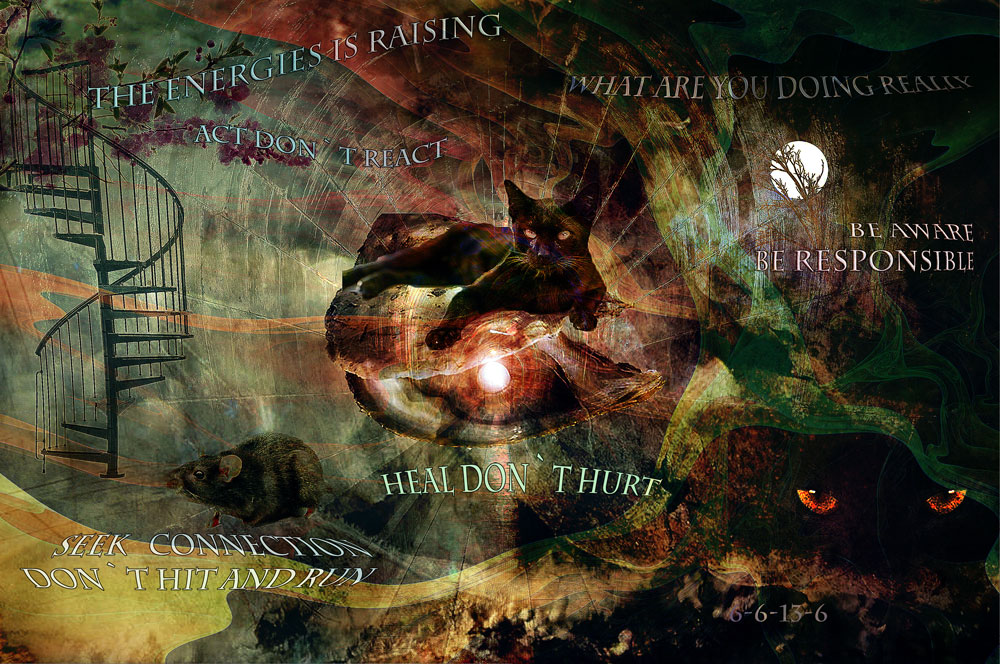 THE ENERGIES IS RAISING
WHAT ARE YOU DOING REALLY
ACT DON`T REACT
BE AWARE
BE RESPONSIBLE
HEAL DON`T HURT
SEEK CONNECTION
DON`T HIT AND RUN
6-6-13-6